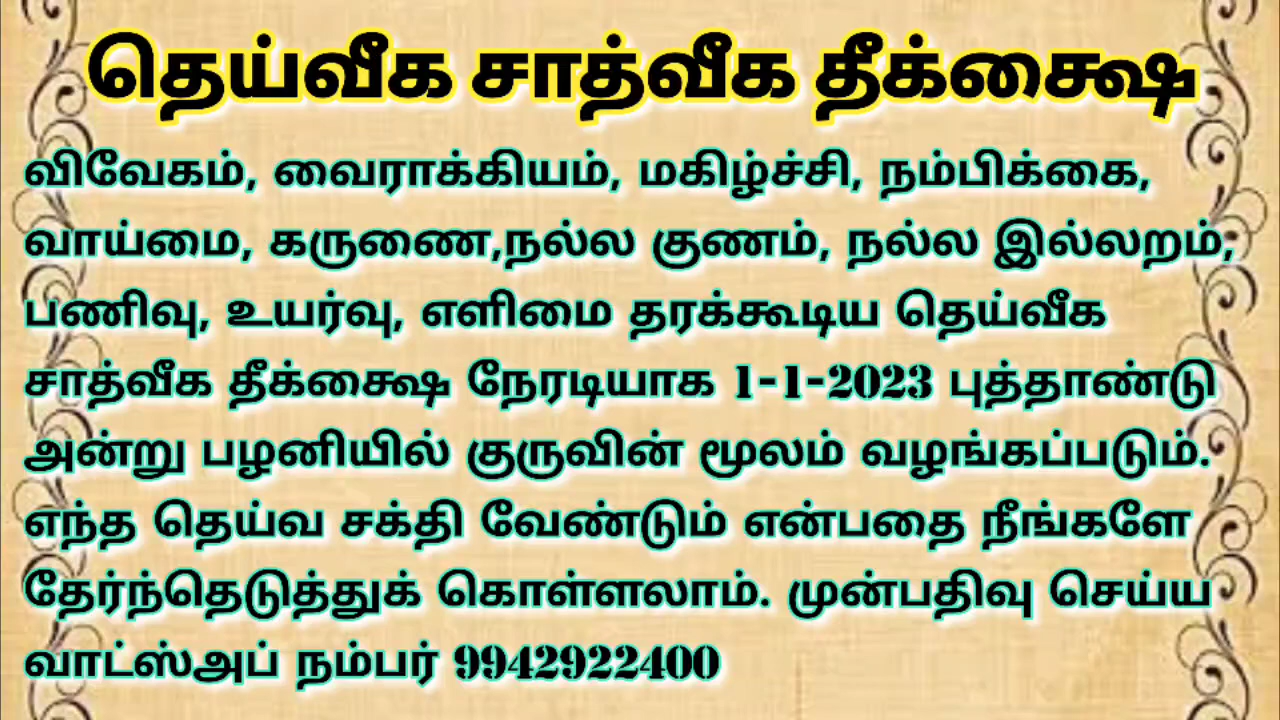 தெய்வீக சாத்வீக தீக்க்ஷை
விவேகம், வைராக்கியம், மகிழ்ச்சி, நம்பிக்கை,
வாய்மை, கருணை,நல்ல குணம், நல்ல இல்லறம்,
பணிவு, உயர்வு, எளிமை தரக்கூடிய தெய்வீக
சாத்வீக தீக்க்ஷை நேரடியாக 1-1-2023 புத்தாண்டு
அன்று பழனியில் குருவின் மூலம் வழங்கப்படும்.
எந்த தெய்வ சக்தி வேண்டும் என்பதை நீங்களே
தேர்ந்தெடுத்துக் கொள்ளலாம். முன்பதிவு செய்ய
வாட்ஸ்அப் நம்பர் 9942922400